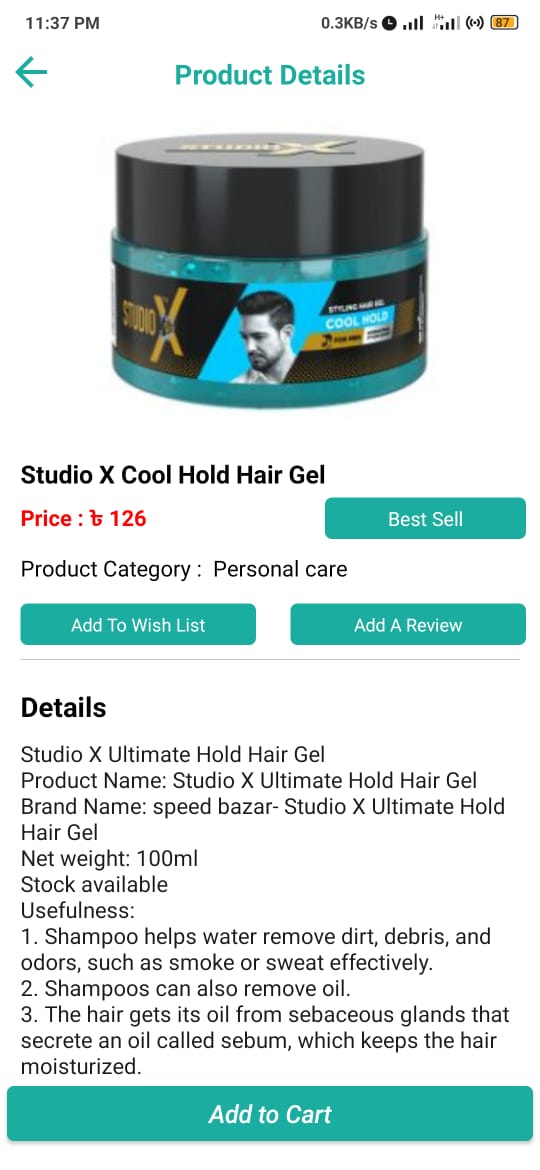 11:37 PM 0.3KB/s H+ 87
Product Details
STUDIO X
STUDIO X
STYLING HAIR GEL
COOL HOLD
FOR MEN
Studio X Cool Hold Hair Gel
Price : ৳ 126
Best Sell
Product Category : Personal care
Add To Wish List
Add A Review
Details
Studio X Ultimate Hold Hair Gel
Product Name: Studio X Ultimate Hold Hair Gel
Brand Name: speed bazar- Studio X Ultimate Hold
Hair Gel
Net weight: 100ml
Stock available
Usefulness:
1. Shampoo helps water remove dirt, debris, and
odors, such as smoke or sweat effectively.
2. Shampoos can also remove oil.
3. The hair gets its oil from sebaceous glands that
secrete an oil called sebum, which keeps the hair
moisturized.
Add to Cart